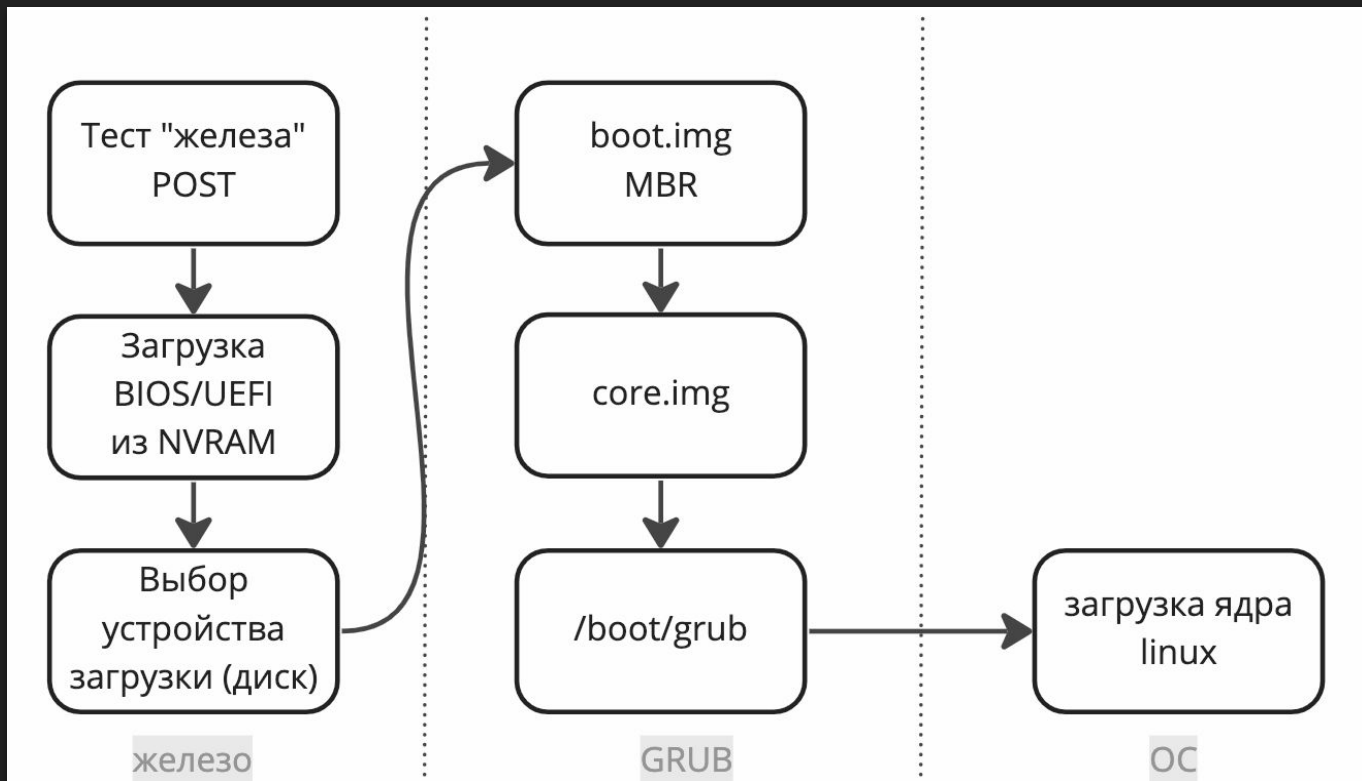 Тест "железа"
POST
Загрузка
BIOS/UEFI
из NVRAM
Выбор
устройства
загрузки (диск)
железо
boot.img
MBR
core.img
/boot/grub
GRUB
загрузка ядра
linux
ОС